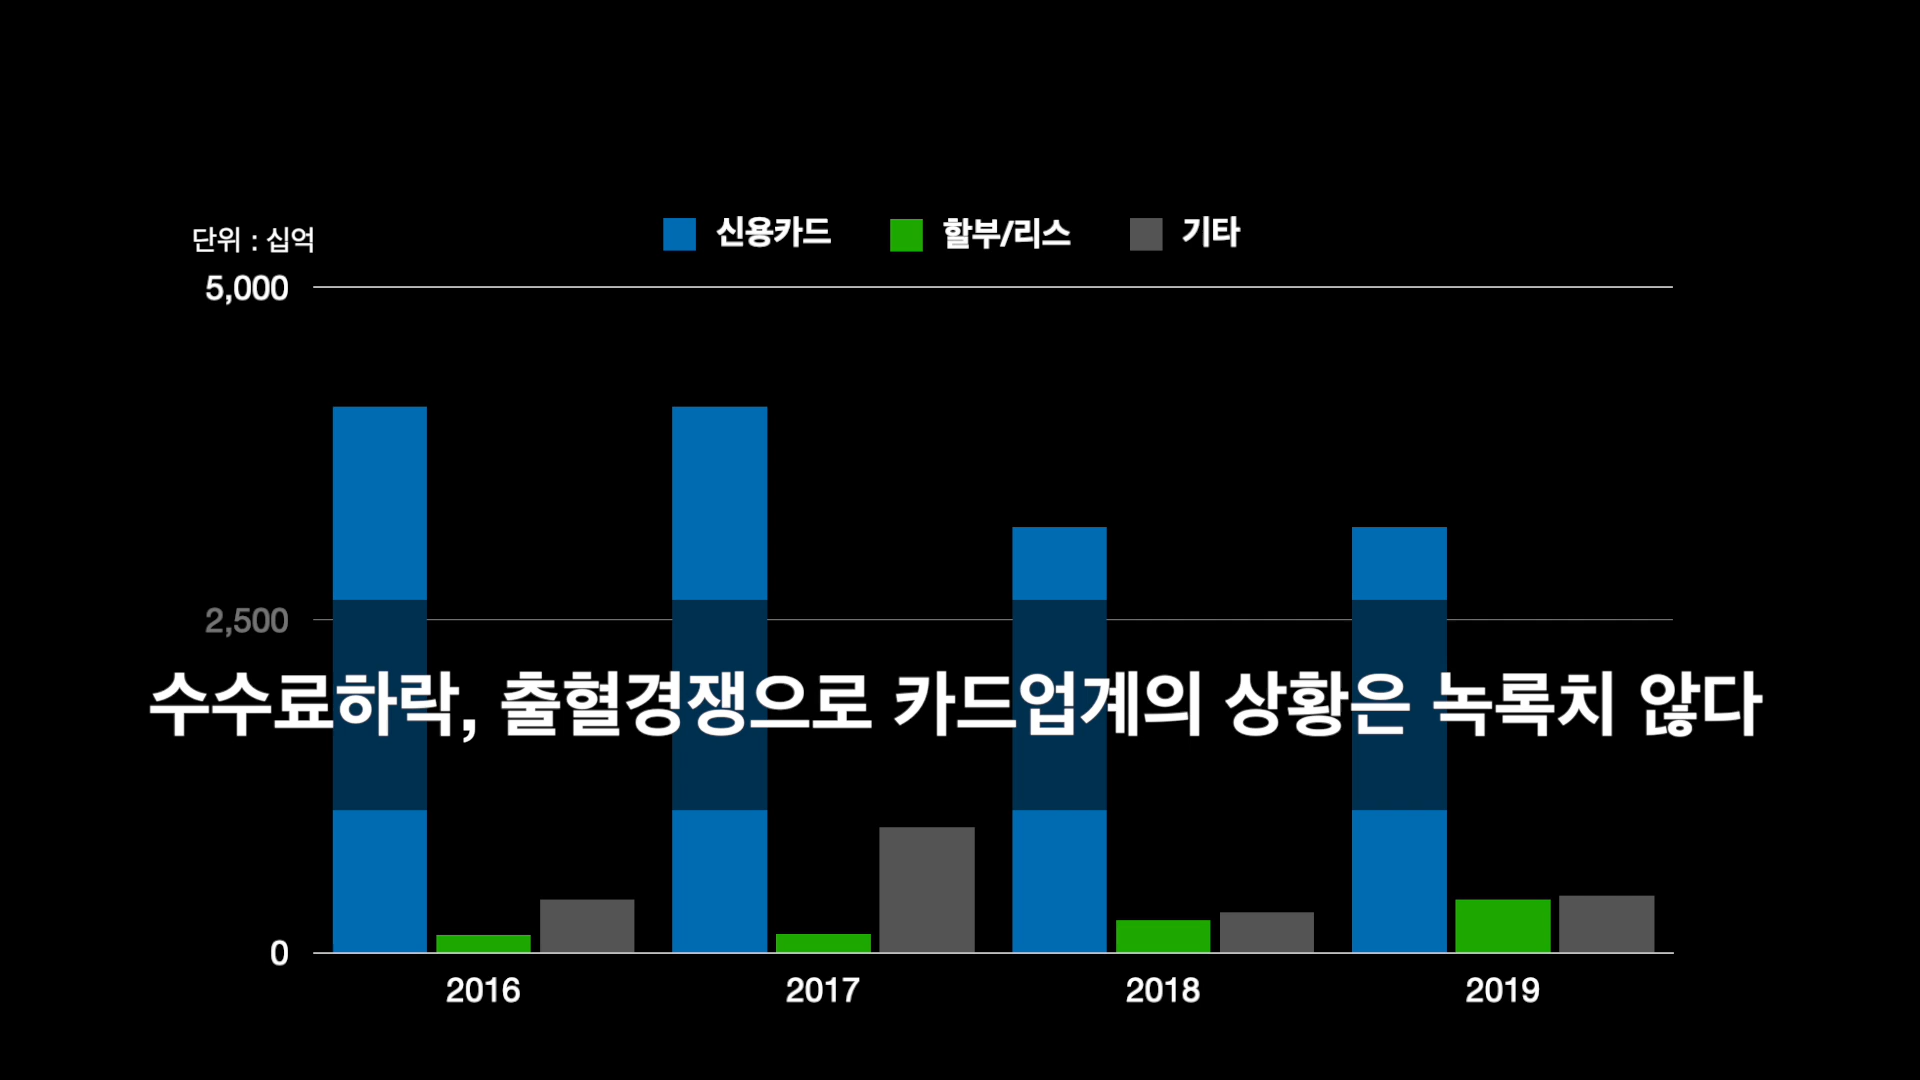 신용카드 할부/리스 기타
단위 : 십억
5,000
2,500
수수료하락, 출혈경쟁으로 카드업계의 상황은 녹록치 않다
0
2016 2017 2018 2019